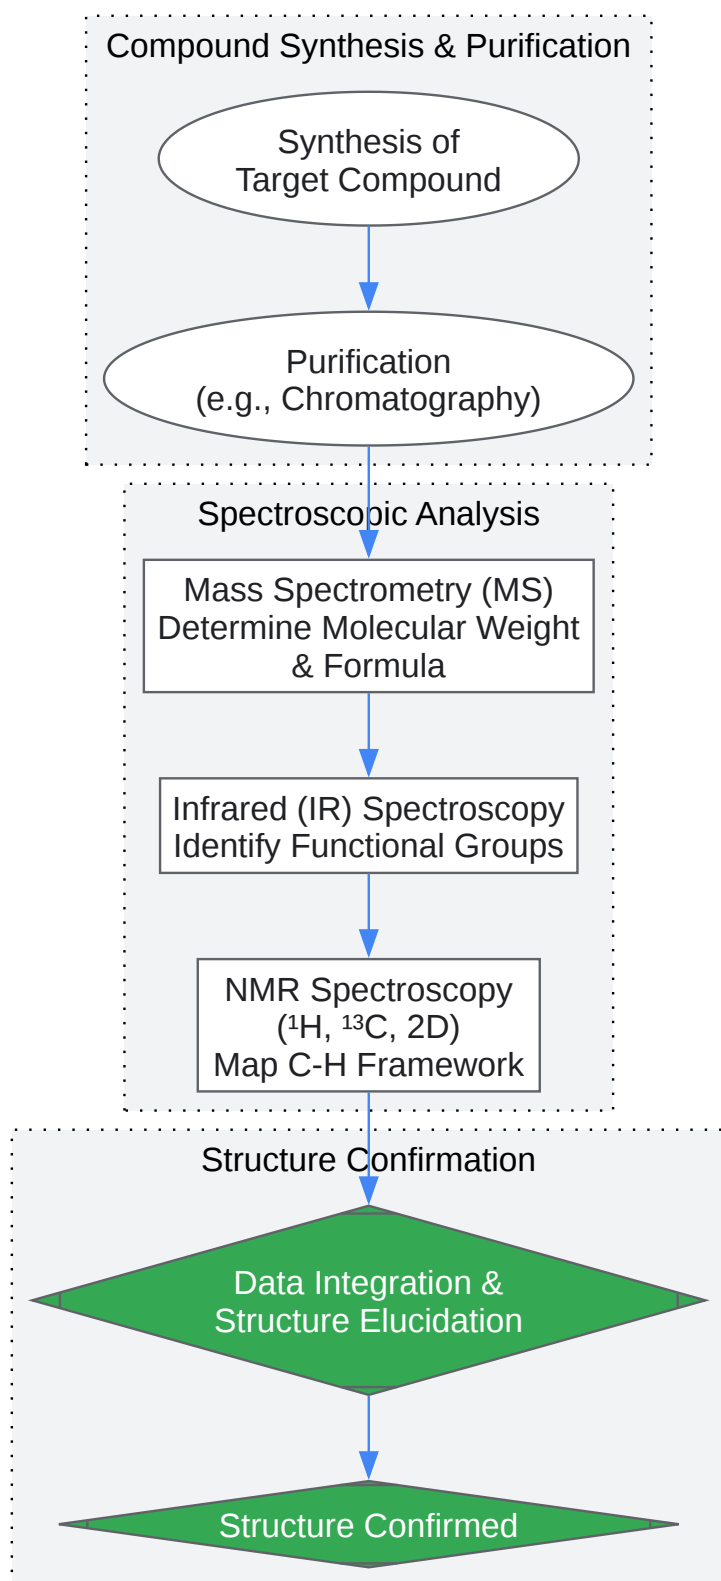 Compound Synthesis & Purification
Synthesis of
Target Compound
Purification
(e.g., Chromatography)
Spectroscopic Analysis
Mass Spectrometry (MS)
Determine Molecular Weight
& Formula
Infrared (IR) Spectroscopy
Identify Functional Groups
NMR Spectroscopy
(¹H, ¹³C, 2D)
Map C-H Framework
Structure Confirmation
Data Integration &
Structure Elucidation
Structure Confirmed